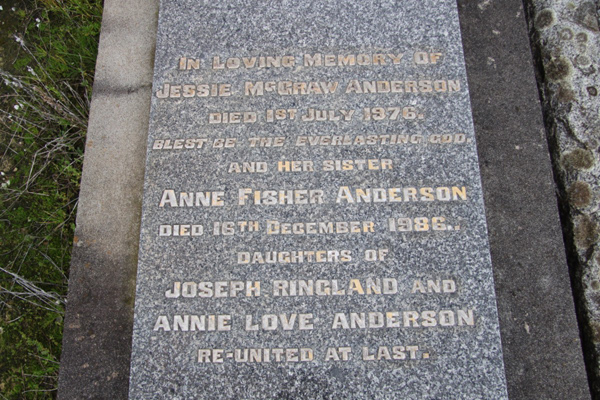 IN LOVING MEMORY OF
JESSIE McGRAW ANDERSON
DIED 1ST JULY 1976.
BLEST BE THE EVERLASTING GOD
AND HER SISTER
ANNE FISHER ANDERSON
DIED 16TH DECEMBER 1986.
DAUGHTERS OF
JOSEPH RINGLAND AND
ANNIE LOVE ANDERSON
RE-UNITED AT LAST.